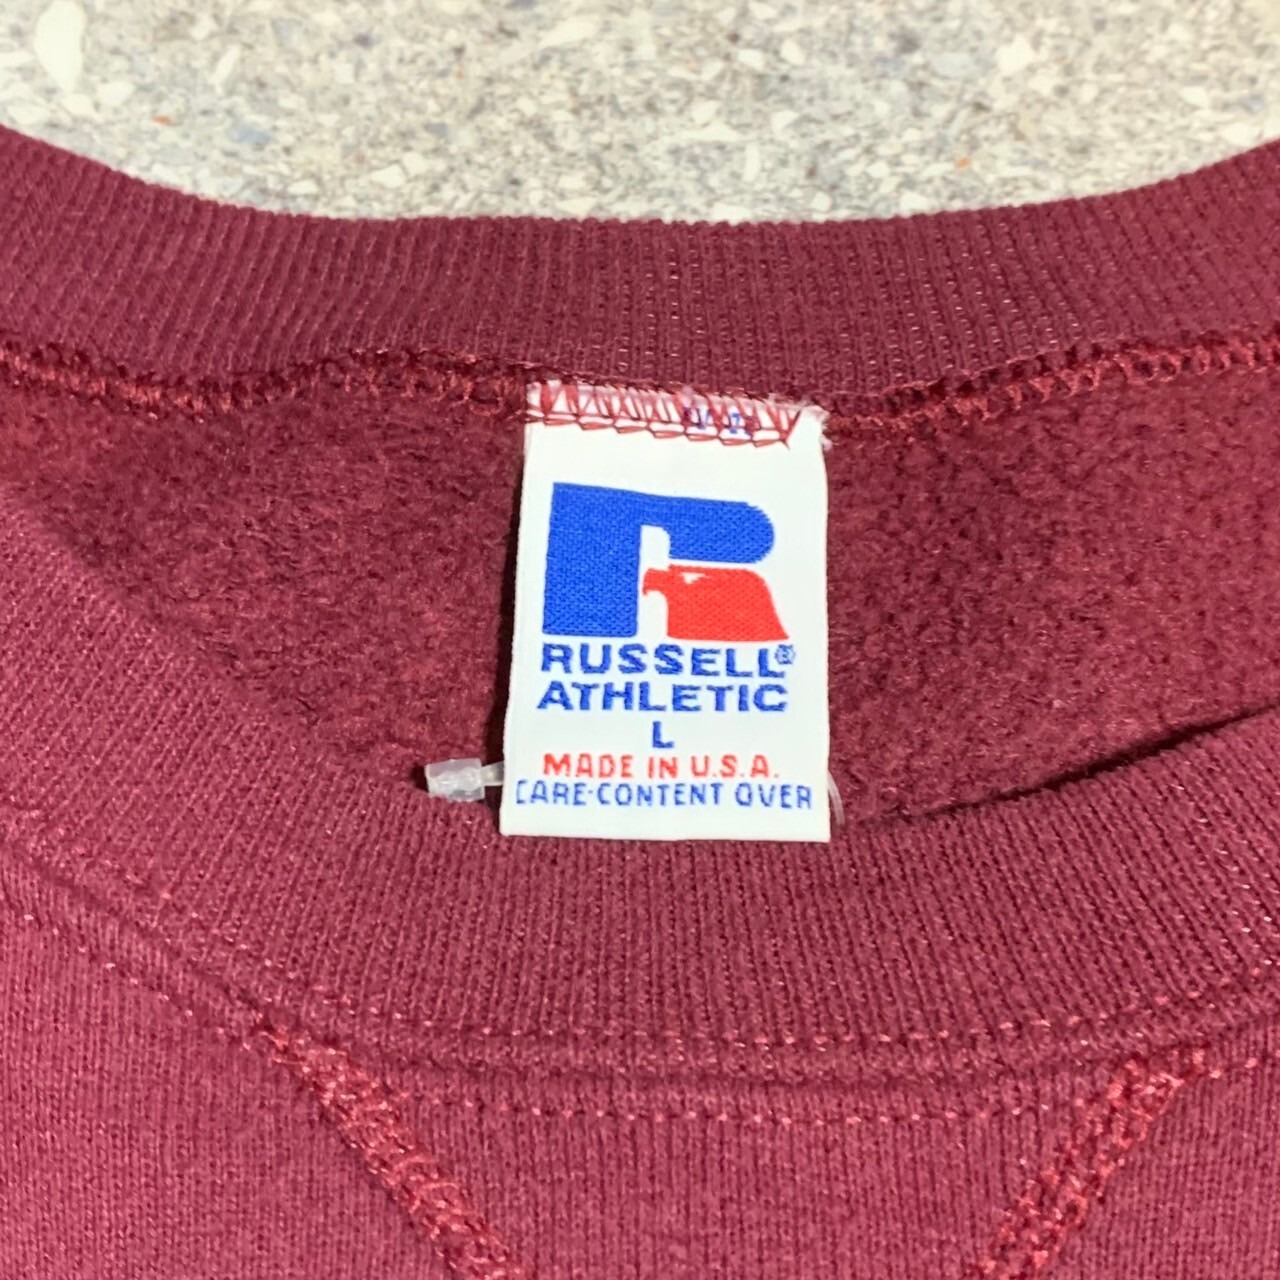 RUSSELL®
ATHLETIC
L
MADE IN U.S.A.
CARE·CONTENT OVER